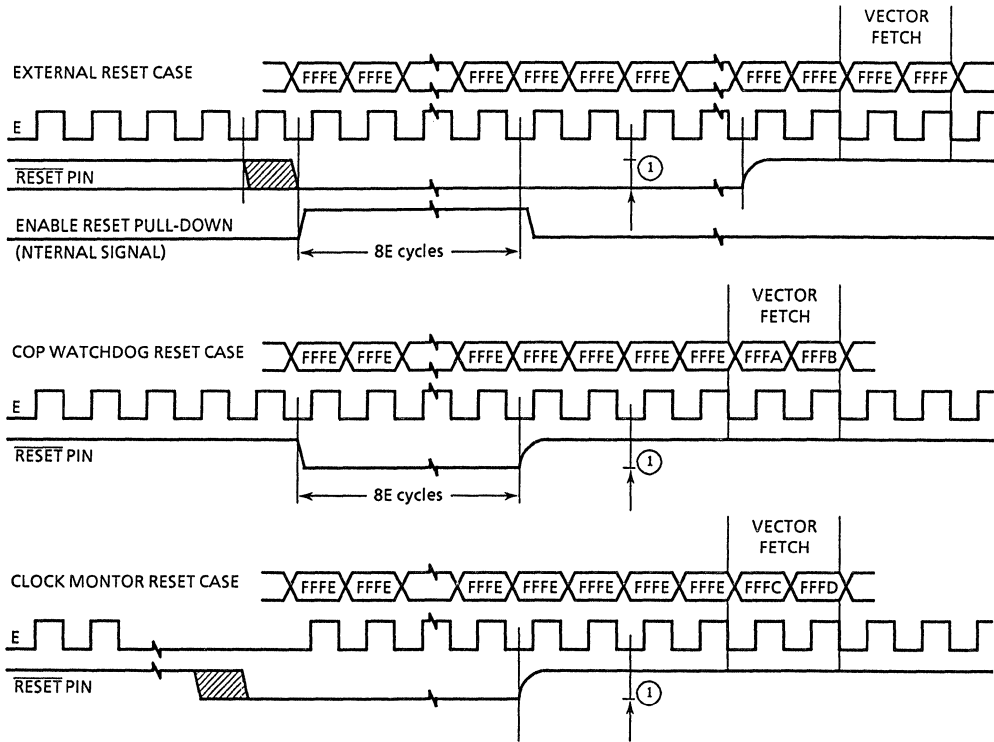 VECTOR
FETCH
EXTERNAL RESET CASE
FFFE FFFE FFFE FFFE FFFE FFFE FFFE FFFE FFFE FFFF
E
RESET PIN
1
ENABLE RESET PULL-DOWN
(NTERNAL SIGNAL)
8E cycles
VECTOR
FETCH
COP WATCHDOG RESET CASE
FFFE FFFE FFFE FFFE FFFE FFFE FFFE FFFA FFFB
E
RESET PIN
1
8E cycles
VECTOR
FETCH
CLOCK MONTOR RESET CASE
FFFE FFFE FFFE FFFE FFFE FFFE FFFE FFFC FFFD
E
RESET PIN
1